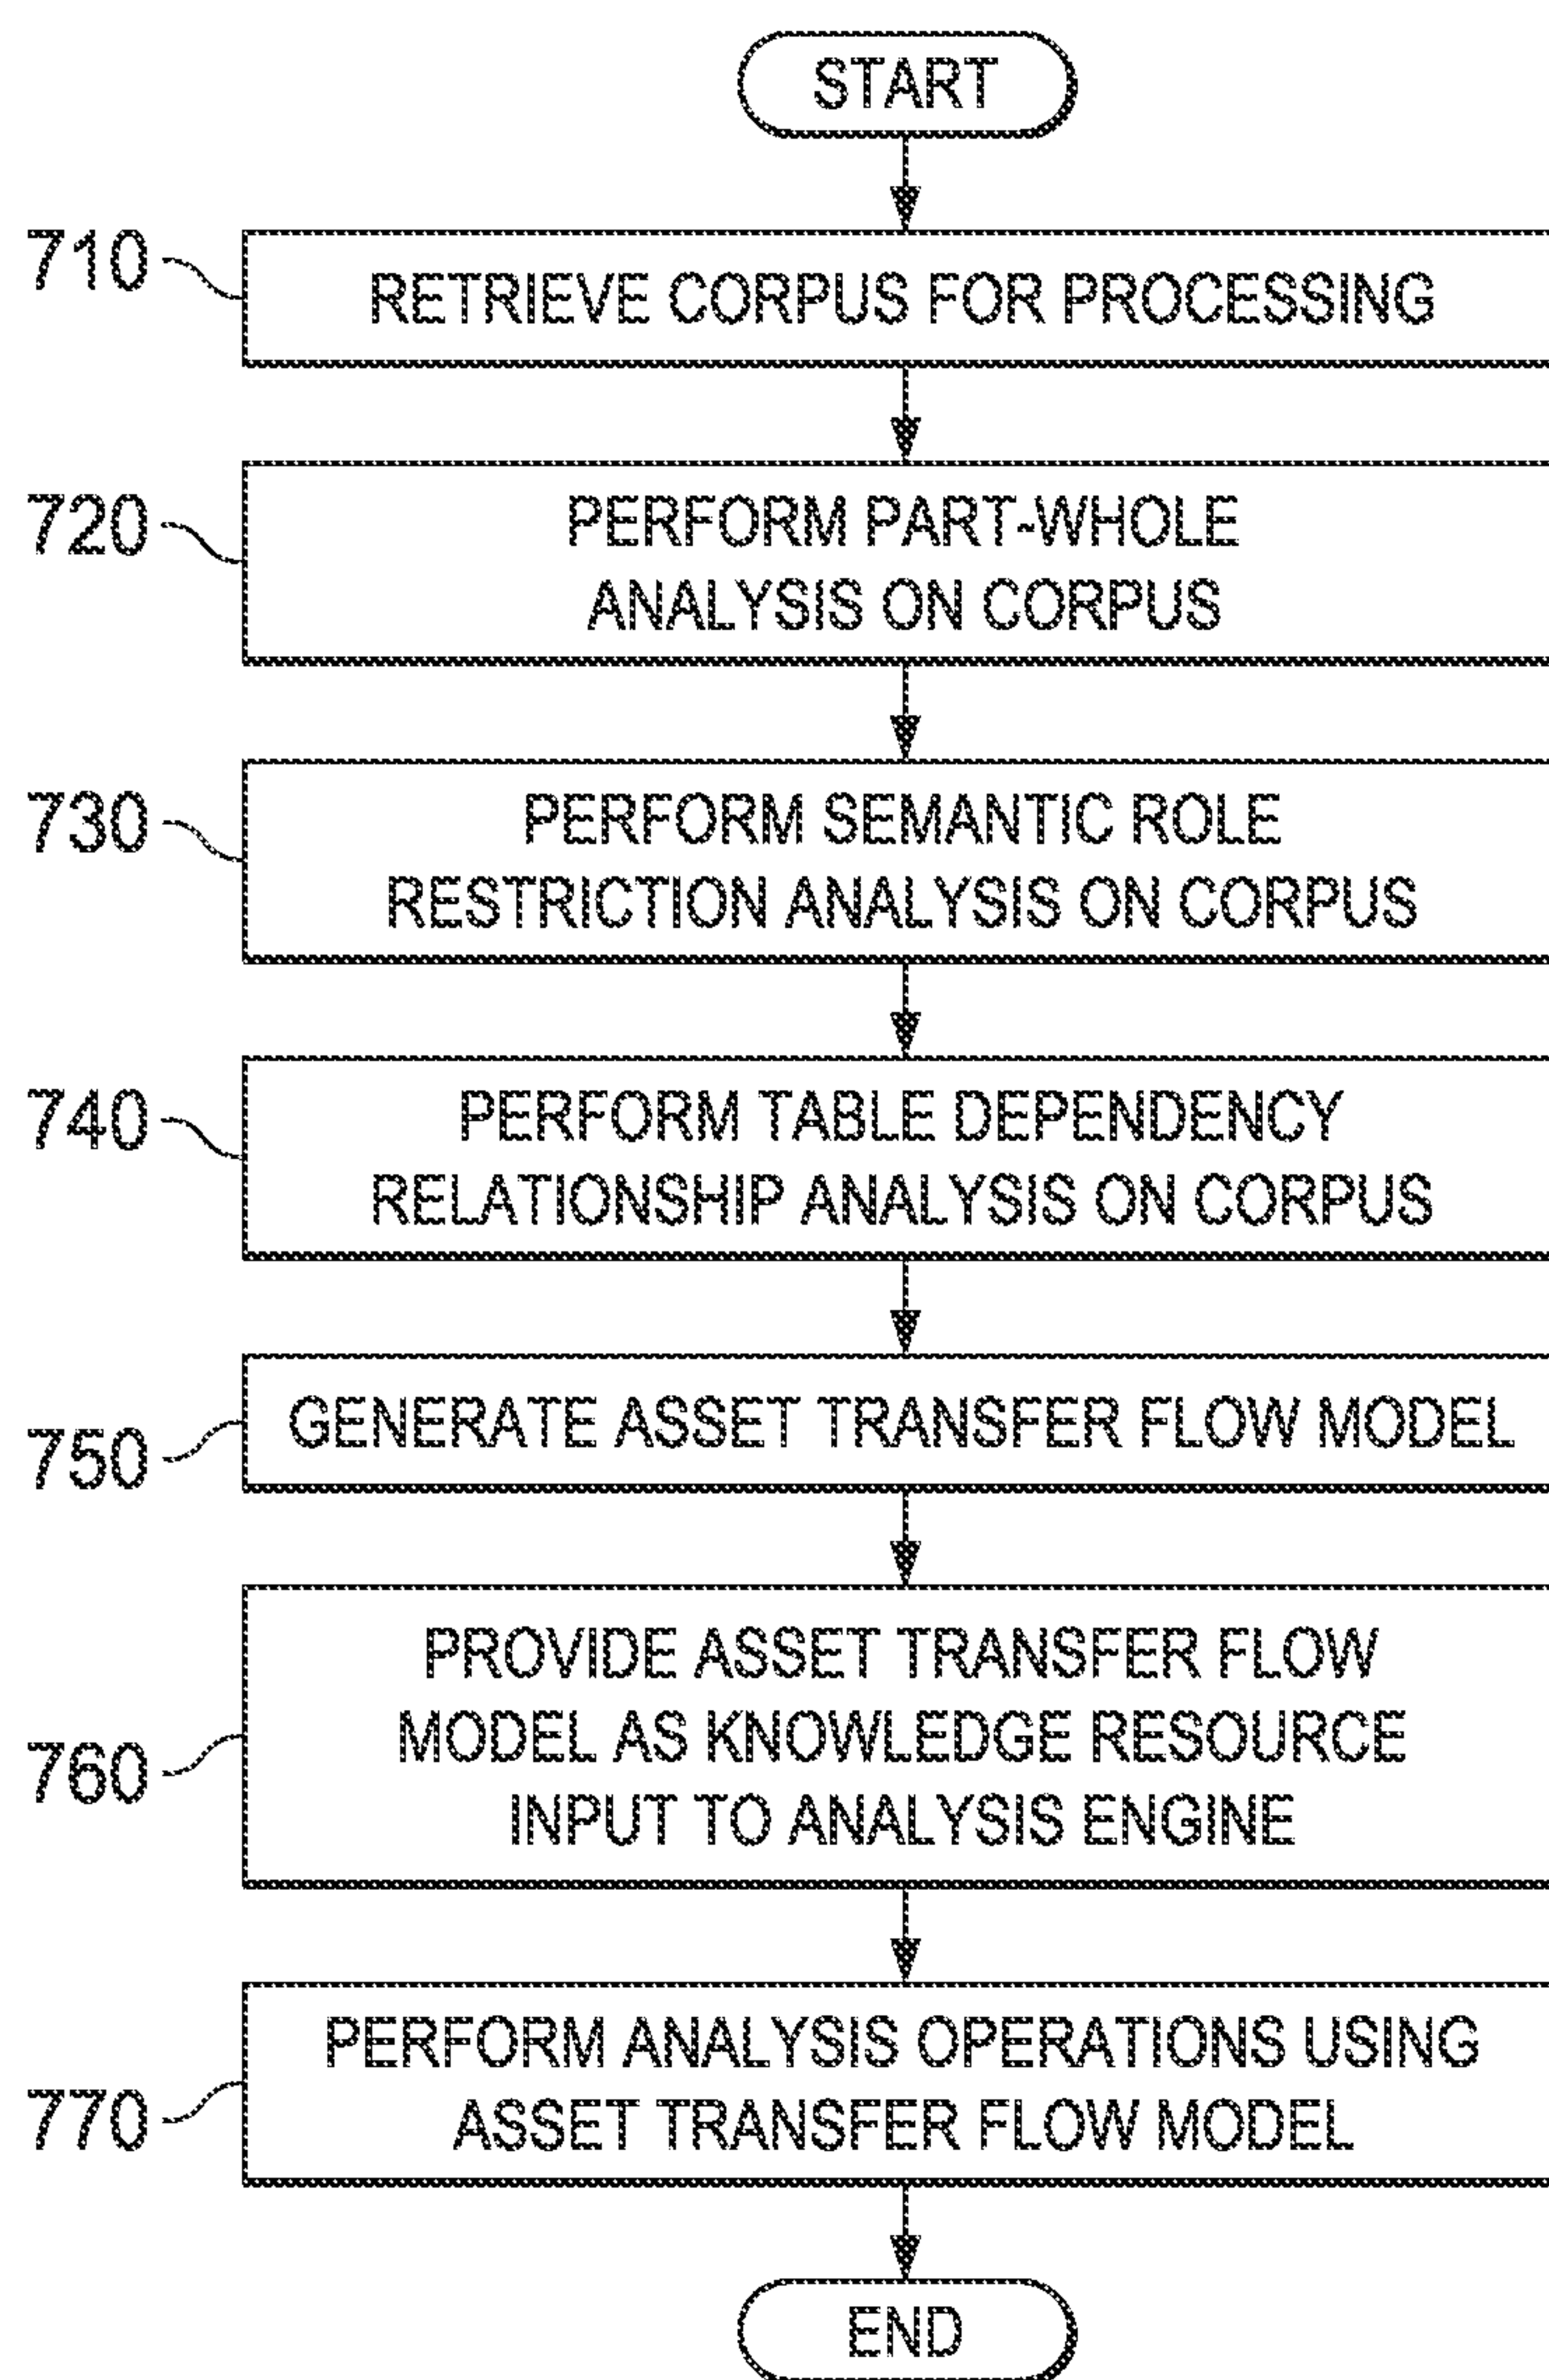 START
710
RETRIEVE CORPUS FOR PROCESSING
720
PERFORM PART-WHOLE
ANALYSIS ON CORPUS
730
PERFORM SEMANTIC ROLE
RESTRICTION ANALYSIS ON CORPUS
740
PERFORM TABLE DEPENDENCY
RELATIONSHIP ANALYSIS ON CORPUS
750
GENERATE ASSET TRANSFER FLOW MODEL
760
PROVIDE ASSET TRANSFER FLOW
MODEL AS KNOWLEDGE RESOURCE
INPUT TO ANALYSIS ENGINE
770
PERFORM ANALYSIS OPERATIONS USING
ASSET TRANSFER FLOW MODEL
END